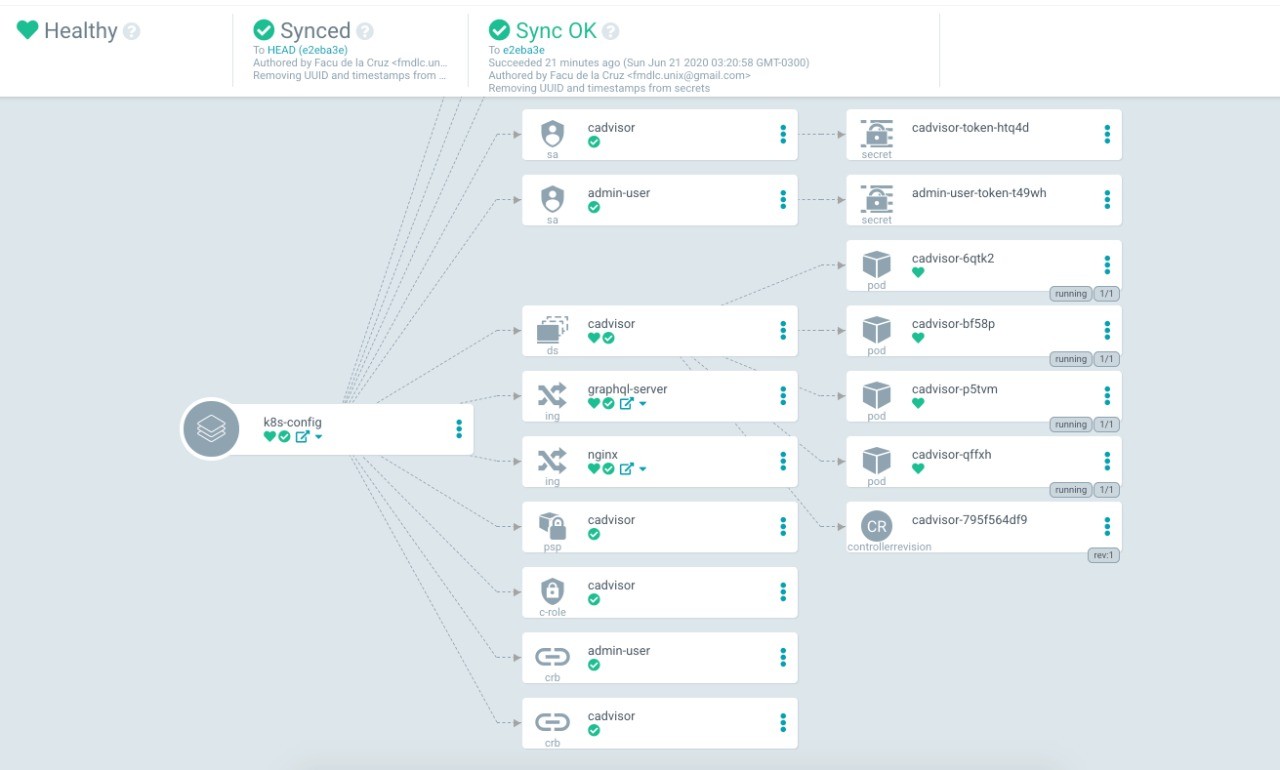 Healthy ?
Synced ?
To HEAD (e2eba3e)
Authored by Facu de la Cruz <fmdlc.un...
Removing UUID and timestamps from ...
Sync OK ?
To e2eba3e
Succeeded 21 minutes ago (Sun Jun 21 2020 03:20:58 GMT-0300)
Authored by Facu de la Cruz <fmdlc.unix@gmail.com>
Removing UUID and timestamps from secrets
k8s-config
cadvisor
sa
cadvisor-token-htq4d
secret
admin-user
sa
admin-user-token-t49wh
secret
cadvisor-6qtk2
pod
running 1/1
cadvisor
ds
cadvisor-bf58p
pod
running 1/1
graphql-server
ing
cadvisor-p5tvm
pod
running 1/1
nginx
ing
cadvisor-qffxh
pod
running 1/1
cadvisor
psp
CR
cadvisor-795f564df9
controllerrevision
rev:1
cadvisor
c-role
admin-user
crb
cadvisor
crb